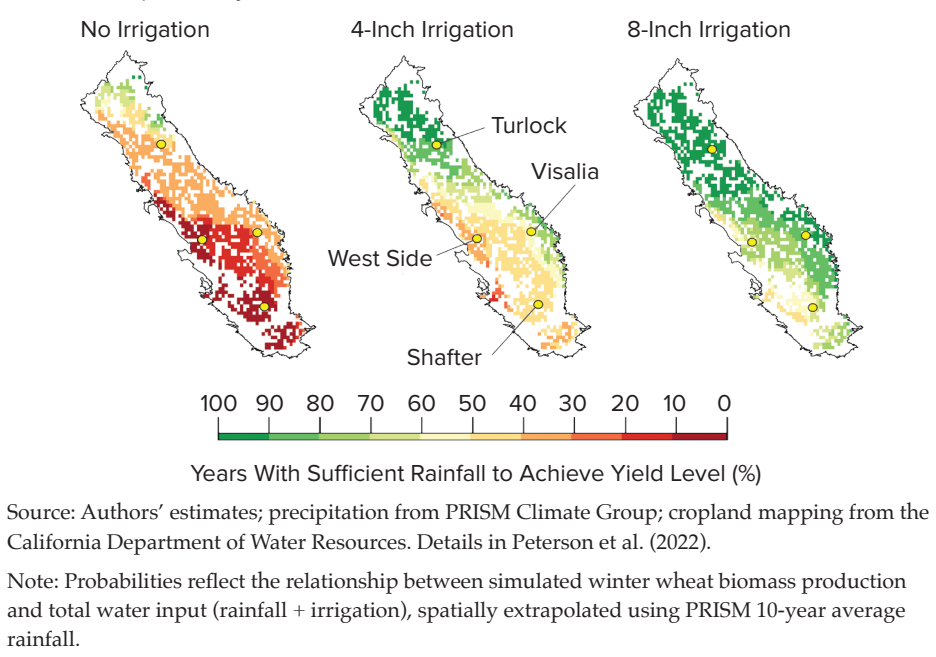 No Irrigation
4-Inch Irrigation
8-Inch Irrigation
Turlock
Visalia
West Side
Shafter
100 90 80 70 60 50 40 30 20 10 0
Years With Sufficient Rainfall to Achieve Yield Level (%)
Source: Authors’ estimates; precipitation from PRISM Climate Group; cropland mapping from the
California Department of Water Resources. Details in Peterson et al. (2022).
Note: Probabilities reflect the relationship between simulated winter wheat biomass production
and total water input (rainfall + irrigation), spatially extrapolated using PRISM 10-year average
rainfall.